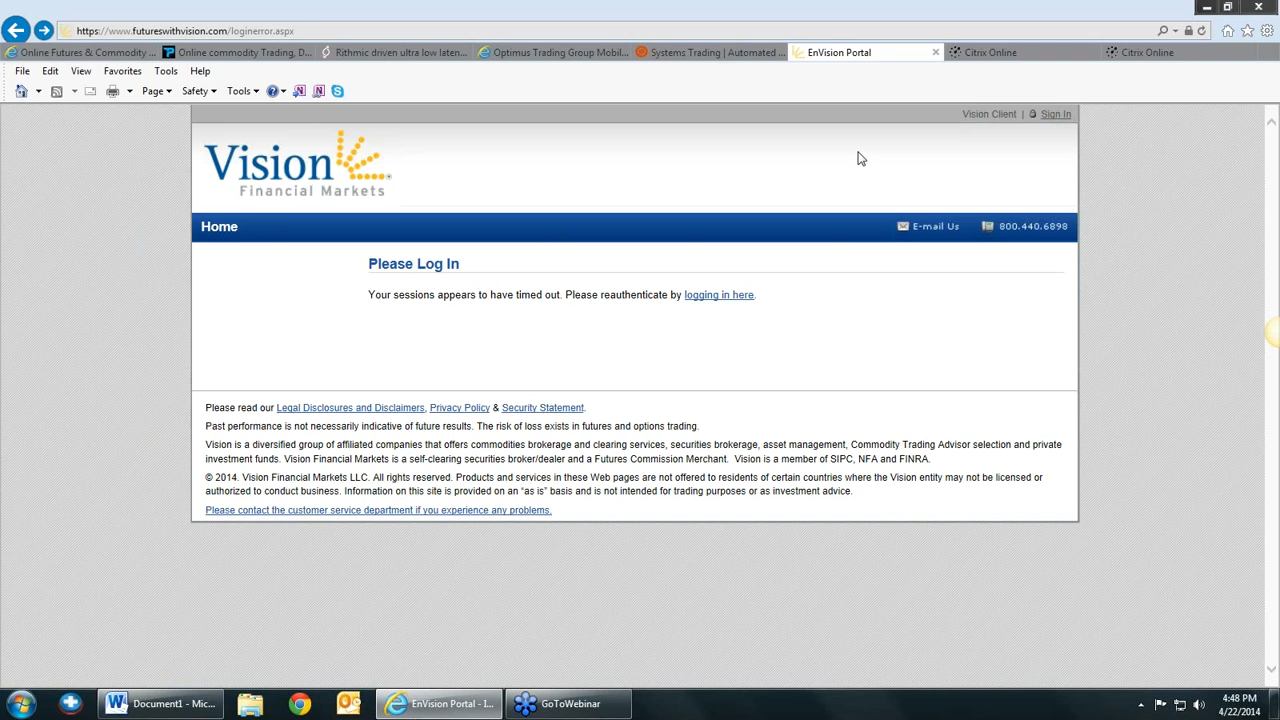 https://www.futureswithvision.com/loginerror.aspx
Online Futures & Commodity ...
Online commodity Trading, D...
Rithmic driven ultra low laten...
Optimus Trading Group Mobil...
Systems Trading | Automated ...
EnVision Portal
Citrix Online
Citrix Online
File Edit View Favorites Tools Help
Page Safety Tools
Vision Client | Sign In
Vision
Financial Markets
Home
E-mail Us
800.440.6898
Please Log In
Your sessions appears to have timed out. Please reauthenticate by logging in here.
Please read our Legal Disclosures and Disclaimers, Privacy Policy & Security Statement.
Past performance is not necessarily indicative of future results. The risk of loss exists in futures and options trading.
Vision is a diversified group of affiliated companies that offers commodities brokerage and clearing services, securities brokerage, asset management, Commodity Trading Advisor selection and private
investment funds. Vision Financial Markets is a self-clearing securities broker/dealer and a Futures Commission Merchant. Vision is a member of SIPC, NFA and FINRA.
© 2014. Vision Financial Markets LLC. All rights reserved. Products and services in these Web pages are not offered to residents of certain countries where the Vision entity may not be licensed or
authorized to conduct business. Information on this site is provided on an “as is” basis and is not intended for trading purposes or as investment advice.
Please contact the customer service department if you experience any problems.
Document1 - Mic...
EnVision Portal - I...
GoToWebinar
4:48 PM
4/22/2014